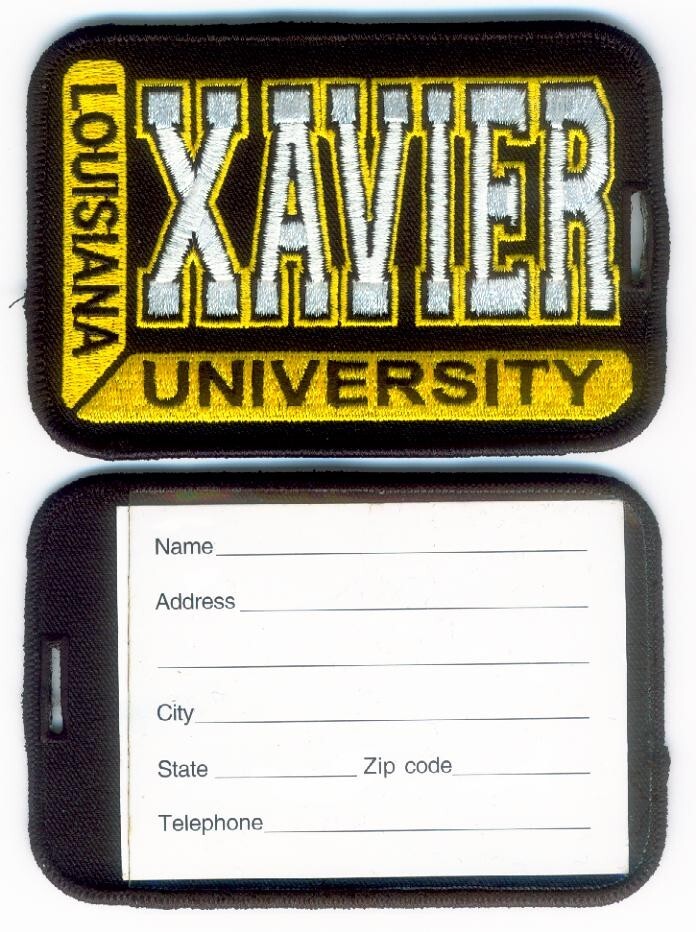 LOUISIANA
XAVIER
UNIVERSITY
Name
Address
City
State Zip code
Telephone